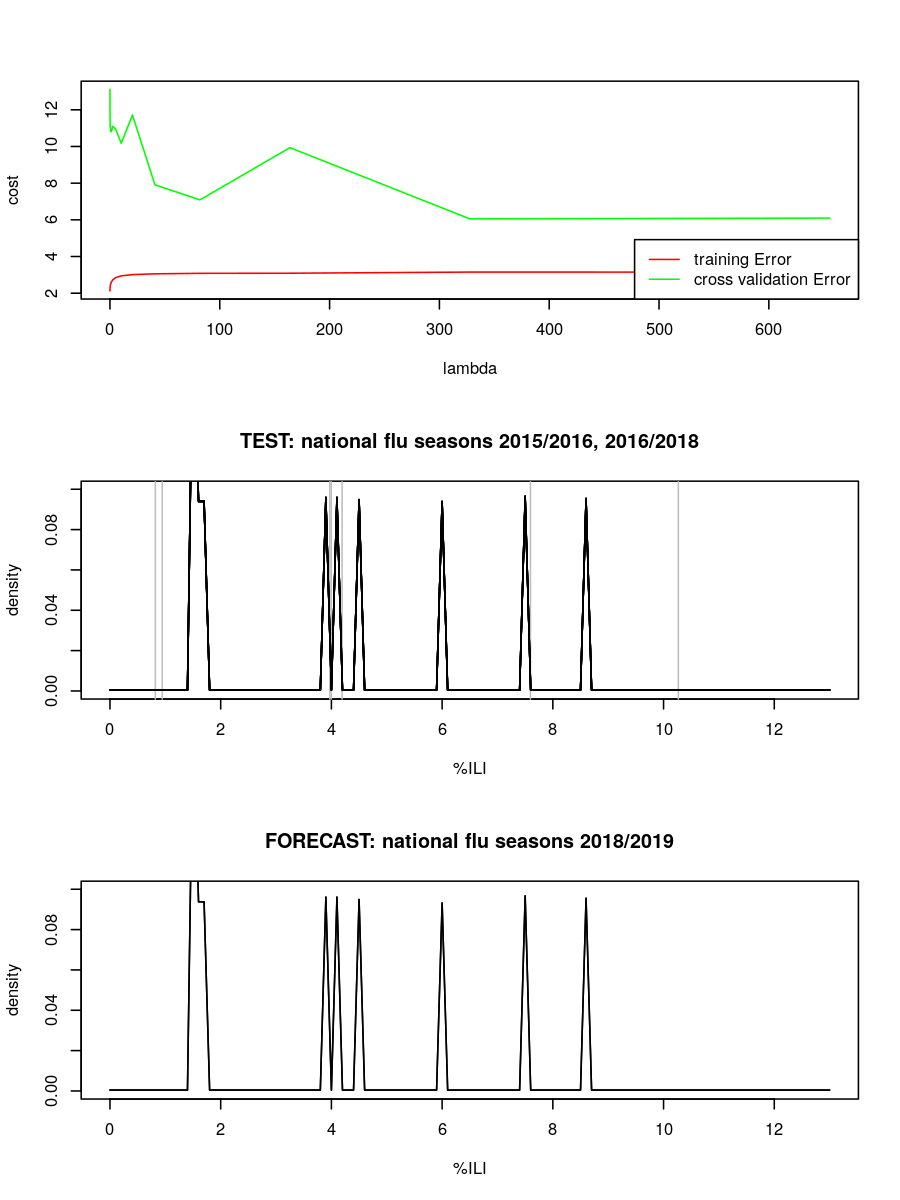 12
10
8
6
4
2
cost
training Error
cross validation Error
0 100 200 300 400 500 600
lambda
TEST: national flu seasons 2015/2016, 2016/2018
0.08
0.04
0.00
density
0 2 4 6 8 10 12
%ILI
FORECAST: national flu seasons 2018/2019
0.08
0.04
0.00
density
0 2 4 6 8 10 12
%ILI